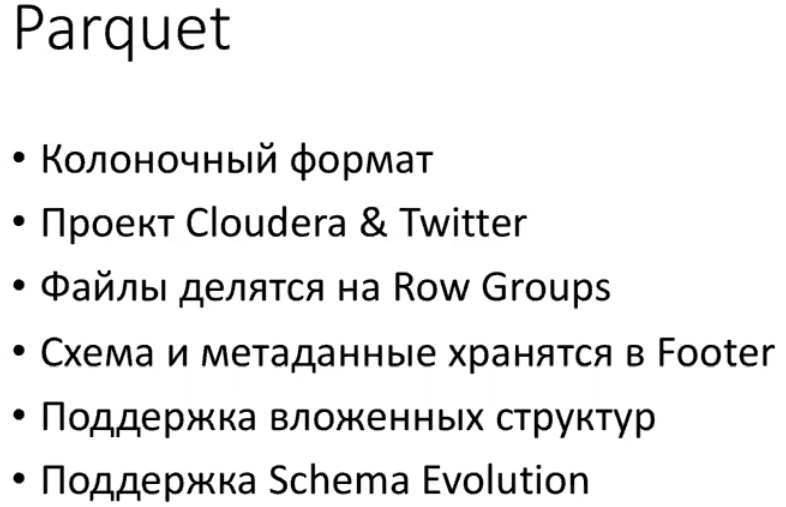 Parquet
• Колоночный формат
• Проект Cloudera & Twitter
• Файлы делятся на Row Groups
• Схема и метаданные хранятся в Footer
• Поддержка вложенных структур
• Поддержка Schema Evolution